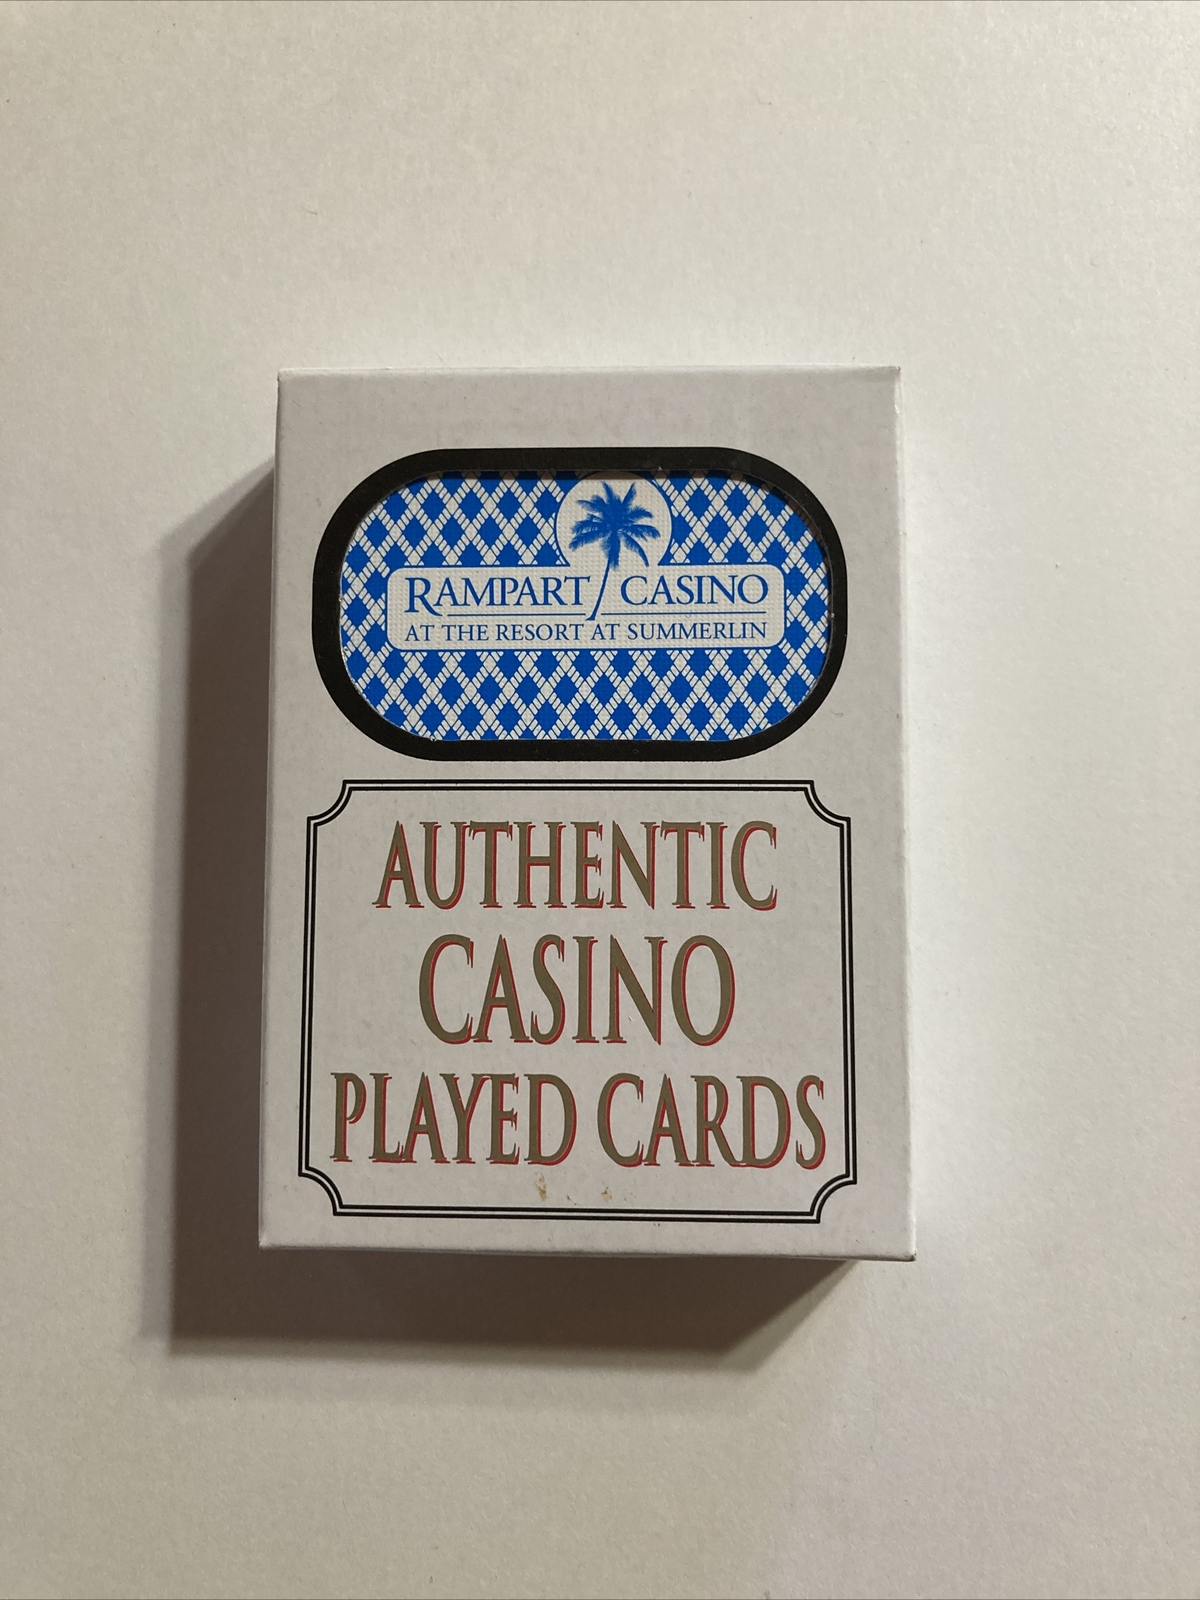 RAMPART CASINO
AT THE RESORT AT SUMMERLIN
AUTHENTIC
CASINO
PLAYED CARDS